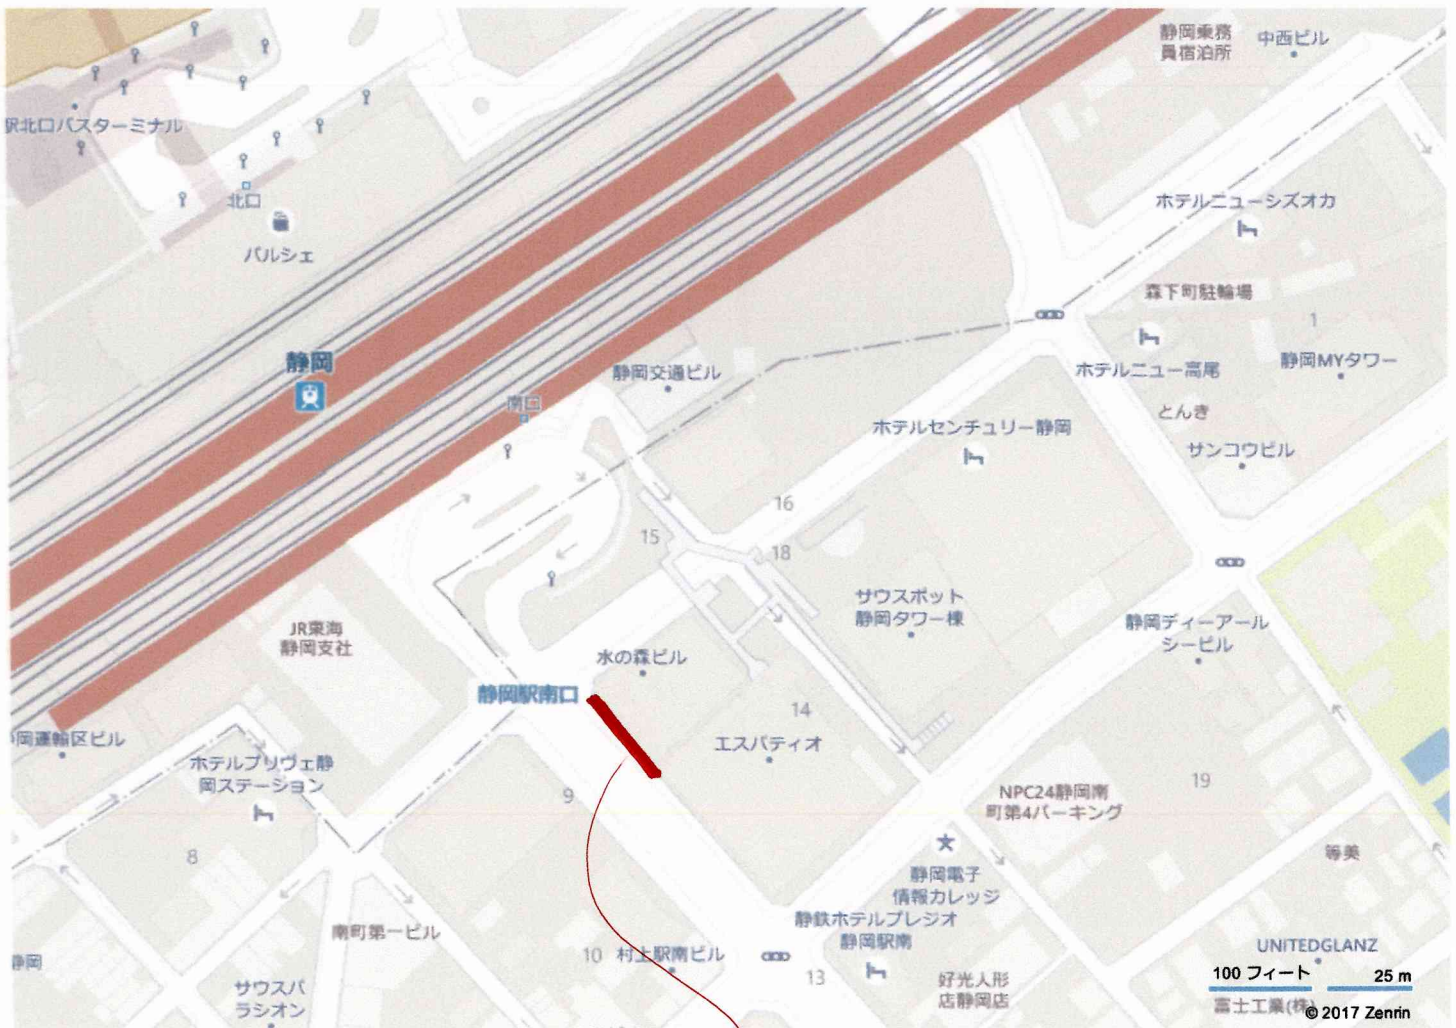 静岡乗務
員宿泊所
中西ビル
駅北口バスターミナル
北口
パルシェ
ホテルニューシズオカ
森下町駐輪場
1
静岡MYタワー
ホテルニュー高尾
とんき
サンコウビル
静岡
静岡交通ビル
南口
ホテルセンチュリー静岡
16
15
18
サウスポット
静岡タワー棟
静岡ディーアール
シービル
JR東海
静岡支社
水の森ビル
静岡駅南口
14
エスパティオ
岡運輸区ビル
ホテルプリヴェ静
岡ステーション
9
NPC24静岡南
町第4パーキング
19
8
静岡電子
情報カレッジ
等美
南町第一ビル
静鉄ホテルプレジオ
静岡駅南
10
村上駅南ビル
13
好光人形
店静岡店
UNITEDGLANZ
静岡
サウスパ
ラシオン
100 フィート
25 m
富士工業(株)
© 2017 Zenrin